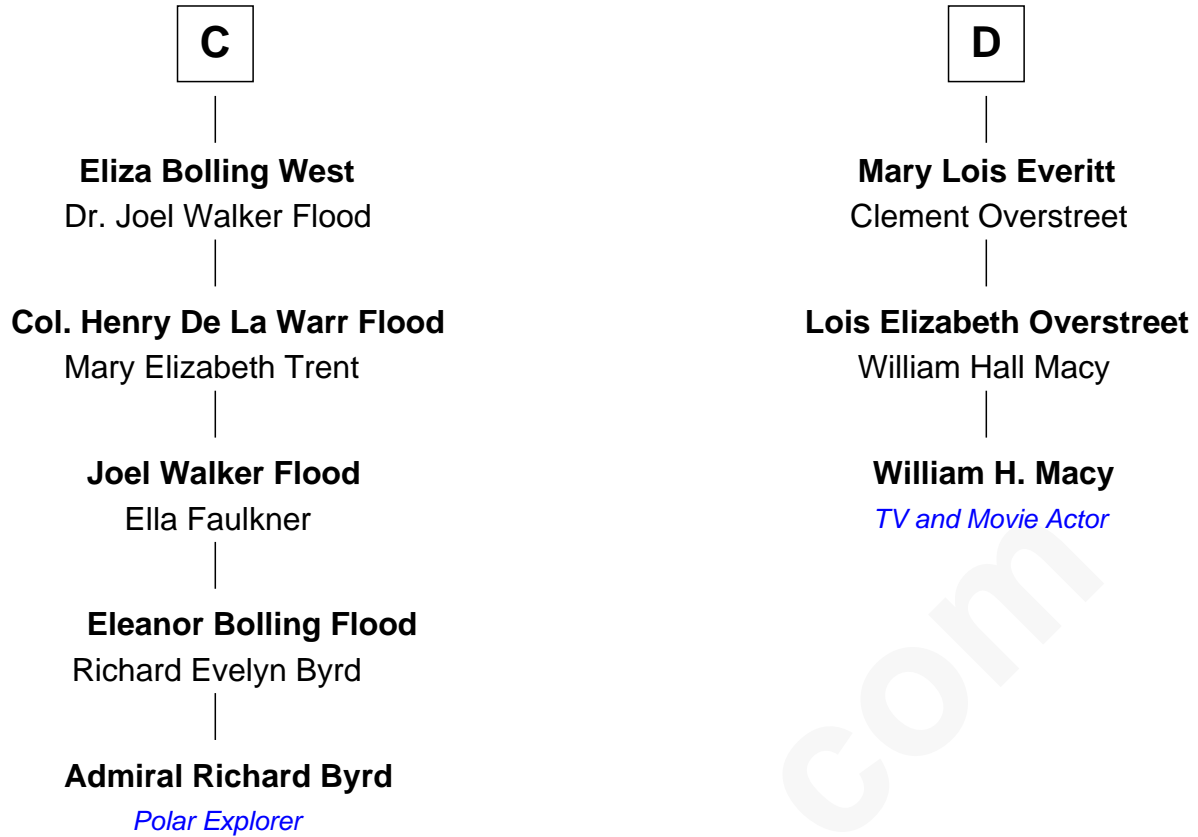 C
Eliza Bolling West
Dr. Joel Walker Flood
Col. Henry De La Warr Flood
Mary Elizabeth Trent
Joel Walker Flood
Ella Faulkner
Eleanor Bolling Flood
Richard Evelyn Byrd
Admiral Richard Byrd
Polar Explorer
D
Mary Lois Everitt
Clement Overstreet
Lois Elizabeth Overstreet
William Hall Macy
William H. Macy
TV and Movie Actor
com